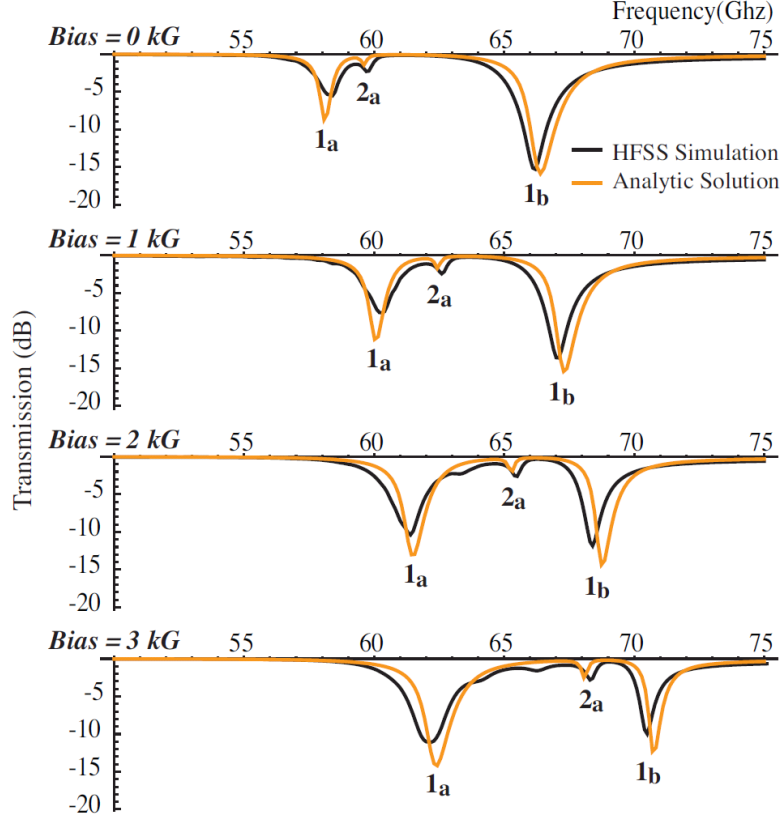 Frequency(Ghz)
Bias = 0 kG 55 60 65 70 75
-5
-10
-15
-20
1a
2a
1b
HFSS Simulation
Analytic Solution
Bias = 1 kG 55 60 65 70 75
-5
-10
-15
-20
1a
2a
1b
Transmission (dB)
Bias = 2 kG 55 60 65 70 75
-5
-10
-15
-20
1a
2a
1b
Bias = 3 kG 55 60 65 70 75
-5
-10
-15
-20
1a
2a
1b